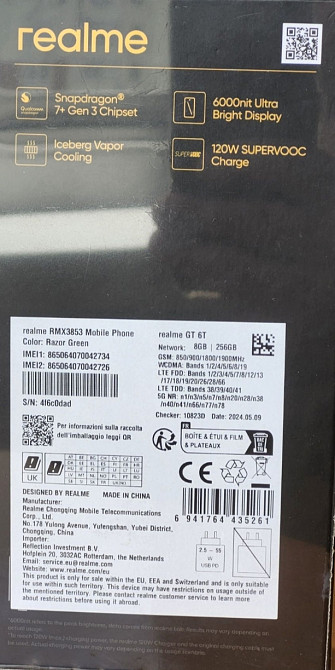 realme
Snapdragon®
7+ Gen 3 Chipset
6000nit Ultra
Bright Display
Iceberg Vapor
Cooling
120W SUPERVOOC
Charge
realme RMX3853 Mobile Phone
Color: Razor Green
IMEI1: 865064070042734
IMEI2: 865064070042726
S/N: 4f6c0dad
realme GT 6T
Network: 8GB | 256GB
GSM: 850/900/1800/1900MHz
WCDMA: Bands 1/2/4/5/6/8/19
LTE FDD: Bands 1/2/3/4/5/7/8/12/13
/17/18/19/20/26/28/66
LTE TDD: Bands 38/39/40/41
5G NR: n1/n3/n5/n7/n8/n20/n28/n38
/n40/n41/n66/n77/n78
Checker: 108230 Date: 2024.05.09
Per informazioni sulla raccolta
dell'imballaggio leggi QR
FR
BOÎTE & ÉTUI & FILM
& PLATEAUX
UK
CE
DESIGNED BY REALME MADE IN CHINA
Manufacturer:
Realme Chongqing Mobile Telecommunications
Corp., Ltd.
No.178 Yulong Avenue, Yufengshan, Yubei District,
Chongqing, China
Importer:
Reflection Investment B.V.
Hofplein 20, 3032AC Rotterdam, the Netherlands
Email: service.eu@realme.com
Website: www.realme.com/eu
6 941764 435261
2.5 - 55
W
USB PD
This product is only for sale within the EU, EEA and Switzerland and is only suitable
for use within such territory. This device may have restrictions on usage outside of
the mentioned territory. Please contact realme customer service to learn more
about restrictions before using it abroad.